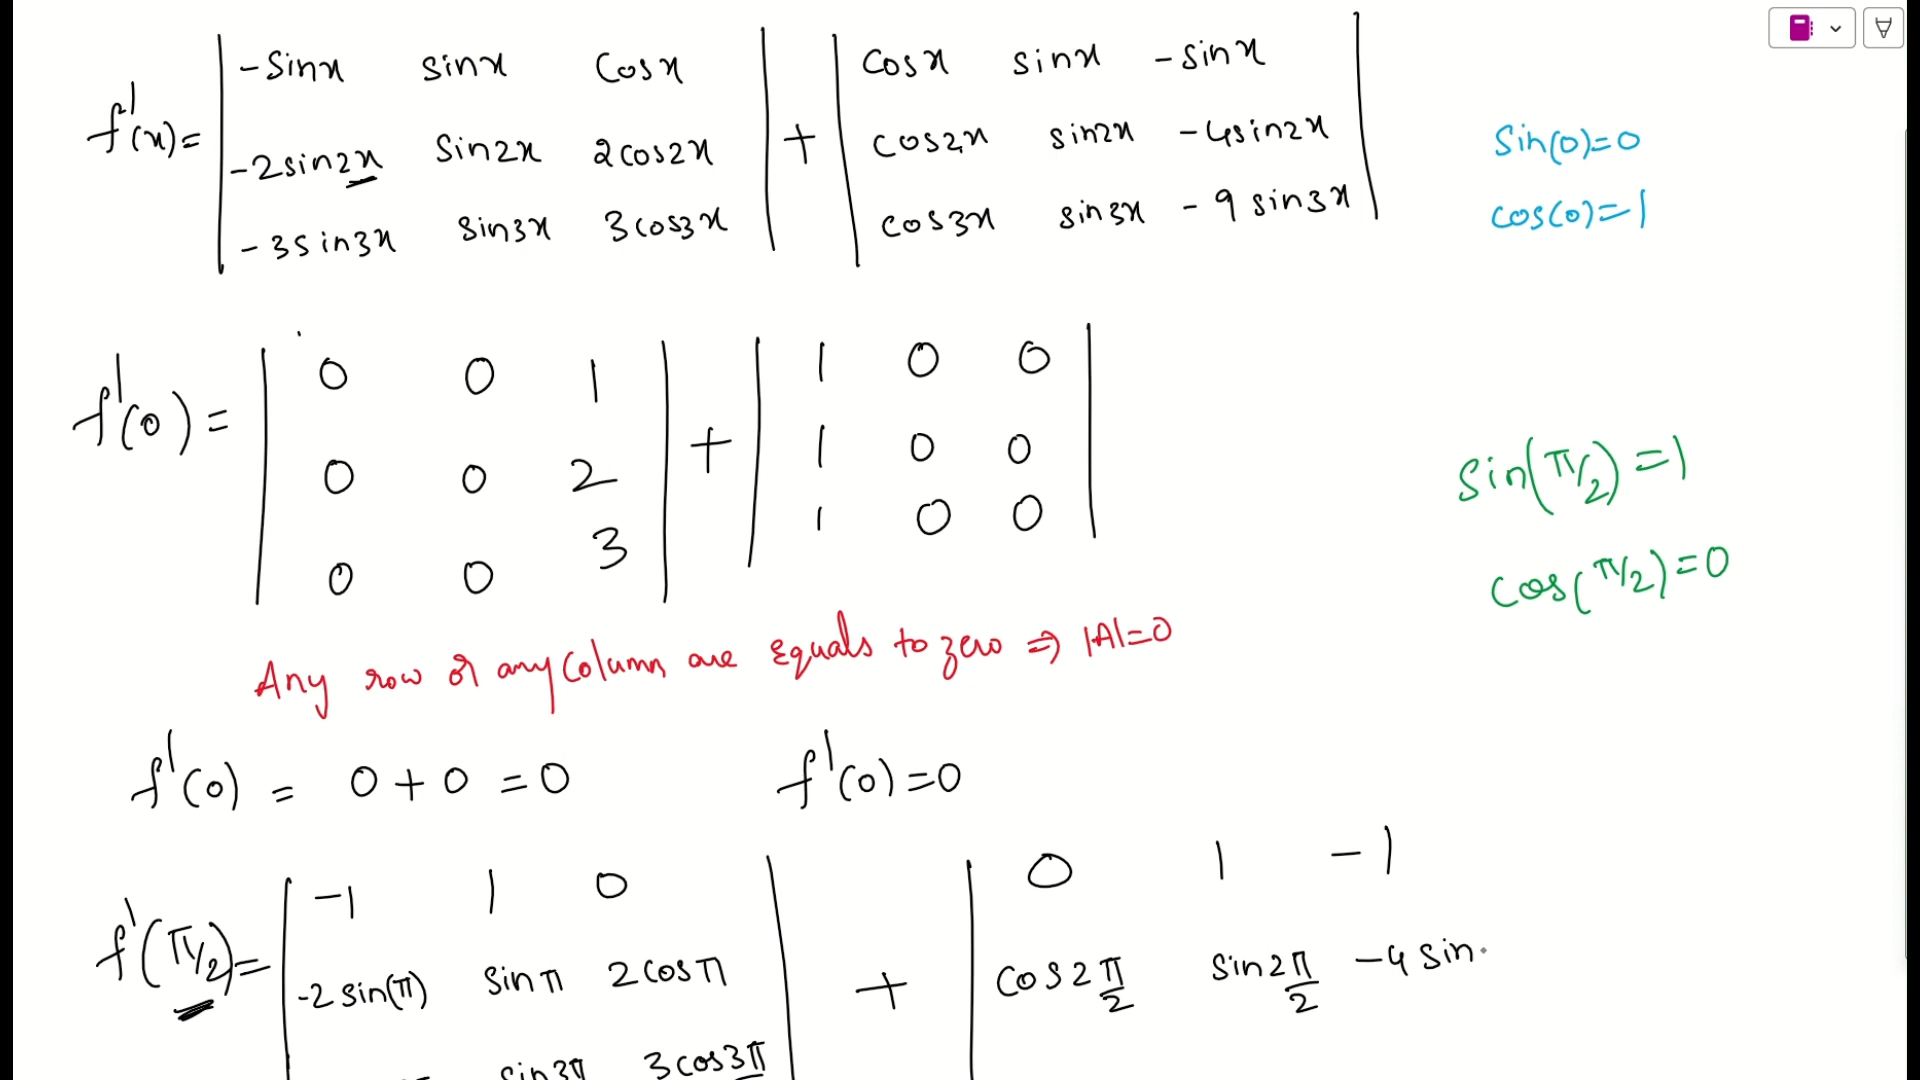 f'(x)= | -sinx sinx cosx | + | cosx sinx -sinx |
| -2sin2x sin2x 2cos2x | + | cos2x sin2x -4sin2x |
| -3sin3x sin3x 3cos3x | | cos3x sin3x -9sin3x |
sin(0)=0
cos(0)=1
f'(0)= | 0 0 1 | + | 1 0 0 |
| 0 0 2 | | 1 0 0 |
| 0 0 3 | | 1 0 0 |
sin(π/2)=1
cos(π/2)=0
Any row or any column are equals to zero ⇒ |A|=0
f'(0) = 0+0 =0 f'(0)=0
f'(π/2)= | -1 1 0 | + | 0 1 -1
| -2sin(π) sinπ 2cosπ | | cos2π/2 sin2π/2 -4sin
sin3π 3cos3π